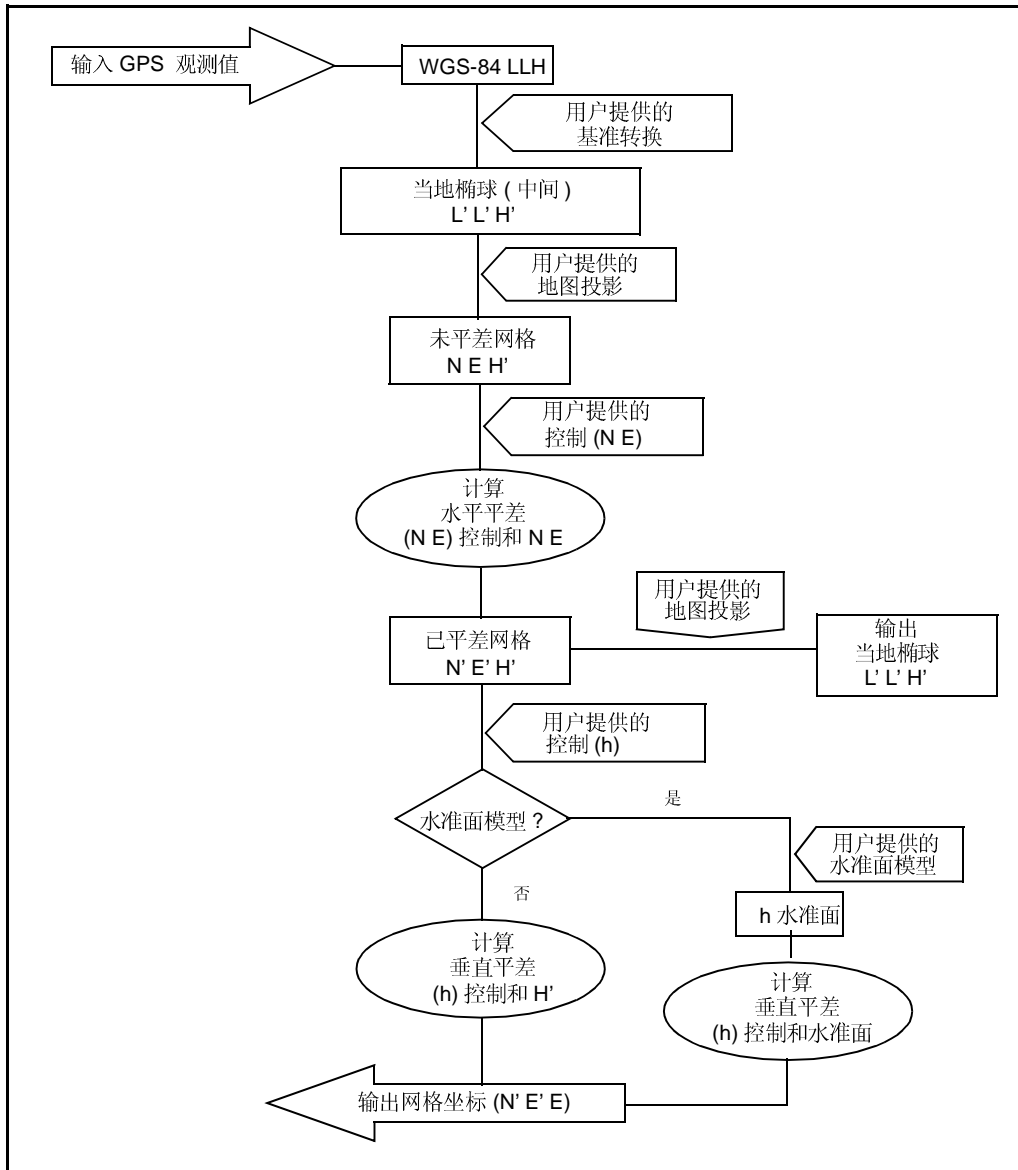 输入 GPS 观测值
WGS-84 LLH
用户提供的
基准转换
当地椭球 ( 中间 )
L’ L’ H’
用户提供的
地图投影
未平差网格
N E H’
用户提供的
控制 (N E)
计算
水平平差
(N E) 控制和 N E
用户提供的
地图投影
已平差网格
N’ E’ H’
输出
当地椭球
L’ L’ H’
用户提供的
控制 (h)
水准面模型 ?
是
用户提供的
水准面模型
否
h 水准面
计算
垂直平差
(h) 控制和 H’
计算
垂直平差
(h) 控制和水准面
输出网格坐标 (N’ E’ E)